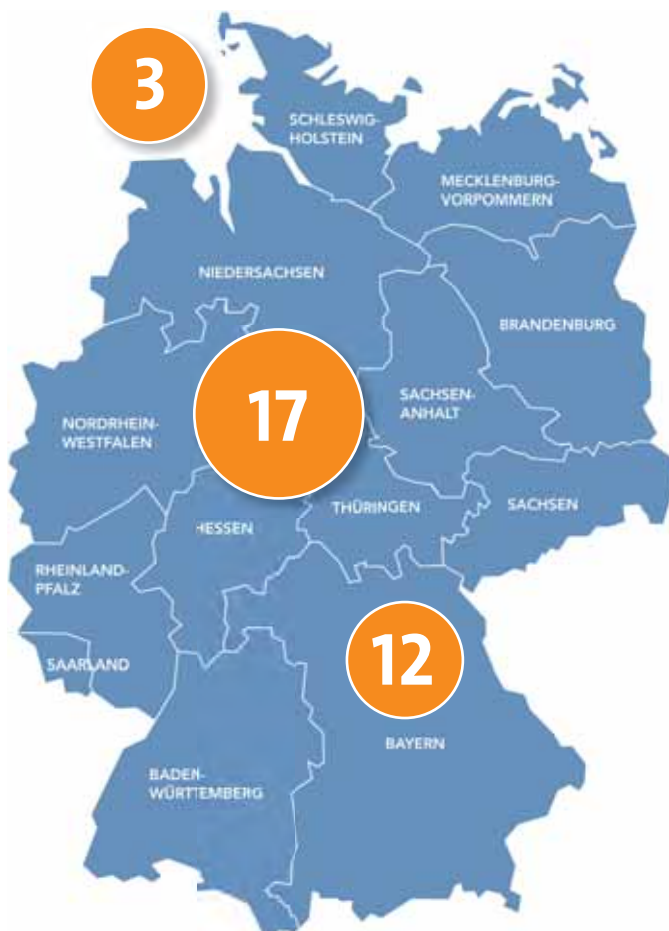 3
SCHLESWIG-
HOLSTEIN
MECKLENBURG-
VORPOMMERN
NIEDERSACHSEN
BRANDENBURG
17
SACHSEN-
ANHALT
NORDRHEIN-
WESTFALEN
THÜRINGEN
SACHSEN
HESSEN
RHEINLAND-
PFALZ
12
SAARLAND
BAYERN
BADEN-
WÜRTTEMBERG